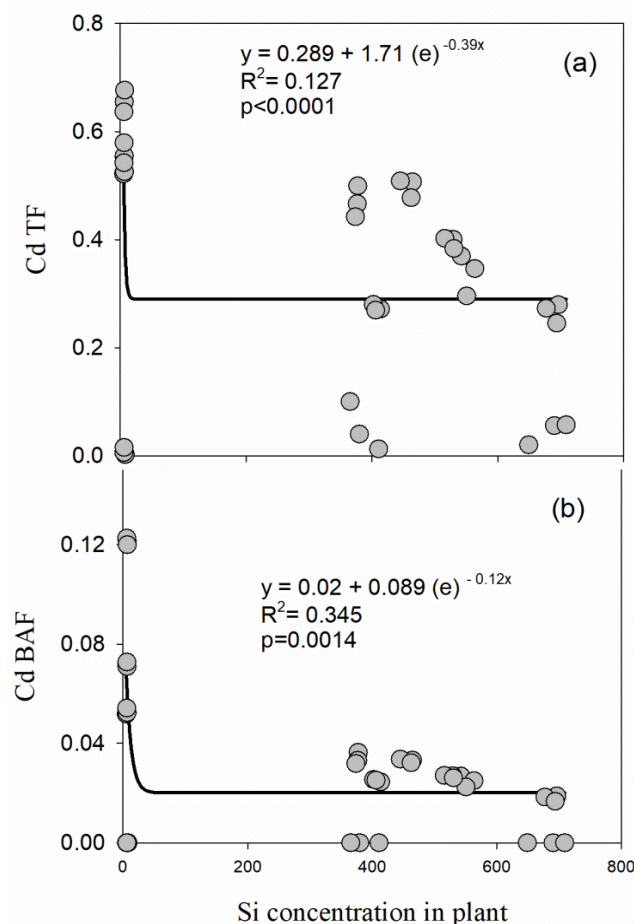 0.8
y = 0.289 + 1.71 (e) -0.39x
(a)
R2= 0.127
p<0.0001
0.6
0.4
Cd TF
0.2
0.0
(b)
0.12
y = 0.02 + 0.089 (e) - 0.12x
R2= 0.345
p=0.0014
0.08
Cd BAF
0.04
0.00
0 200 400 600 800
Si concentration in plant